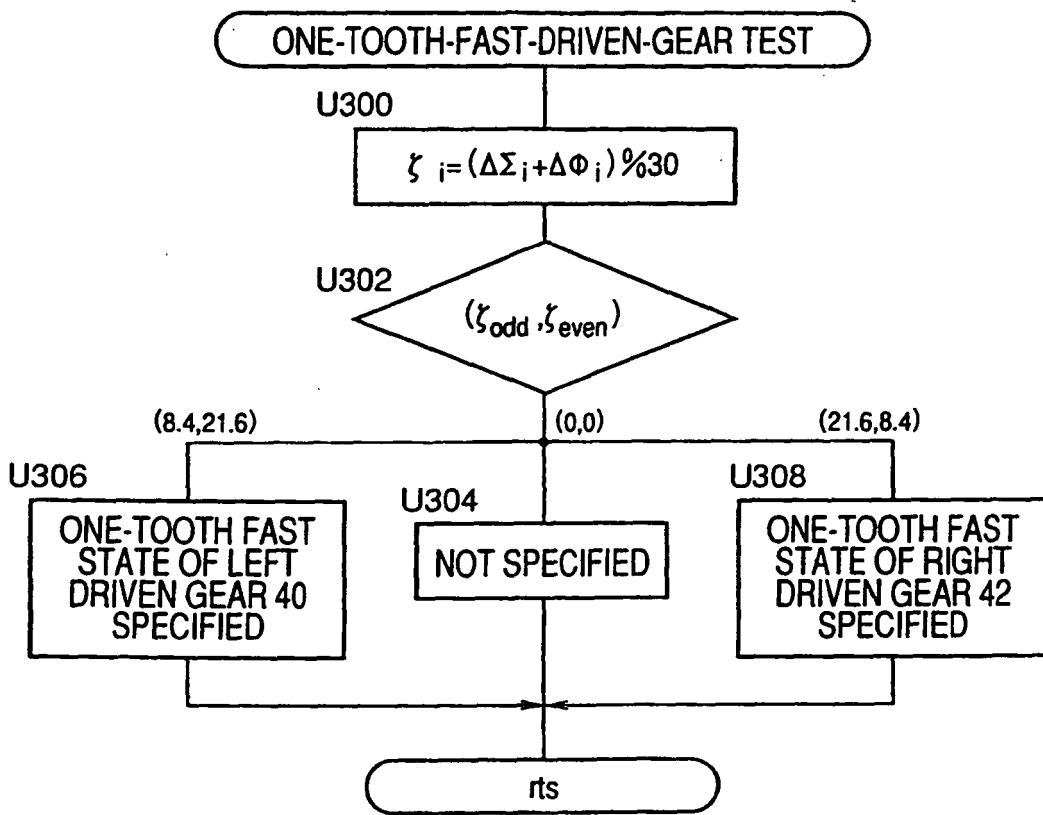 ONE-TOOTH-FAST-DRIVEN-GEAR TEST
U300
ζ i=(ΔΣi+ΔΦi)%30
U302
(ζodd,ζeven)
(8.4,21.6)
(0,0)
(21.6,8.4)
U306
ONE-TOOTH FAST
STATE OF LEFT
DRIVEN GEAR 40
SPECIFIED
U304
NOT SPECIFIED
U308
ONE-TOOTH FAST
STATE OF RIGHT
DRIVEN GEAR 42
SPECIFIED
rts